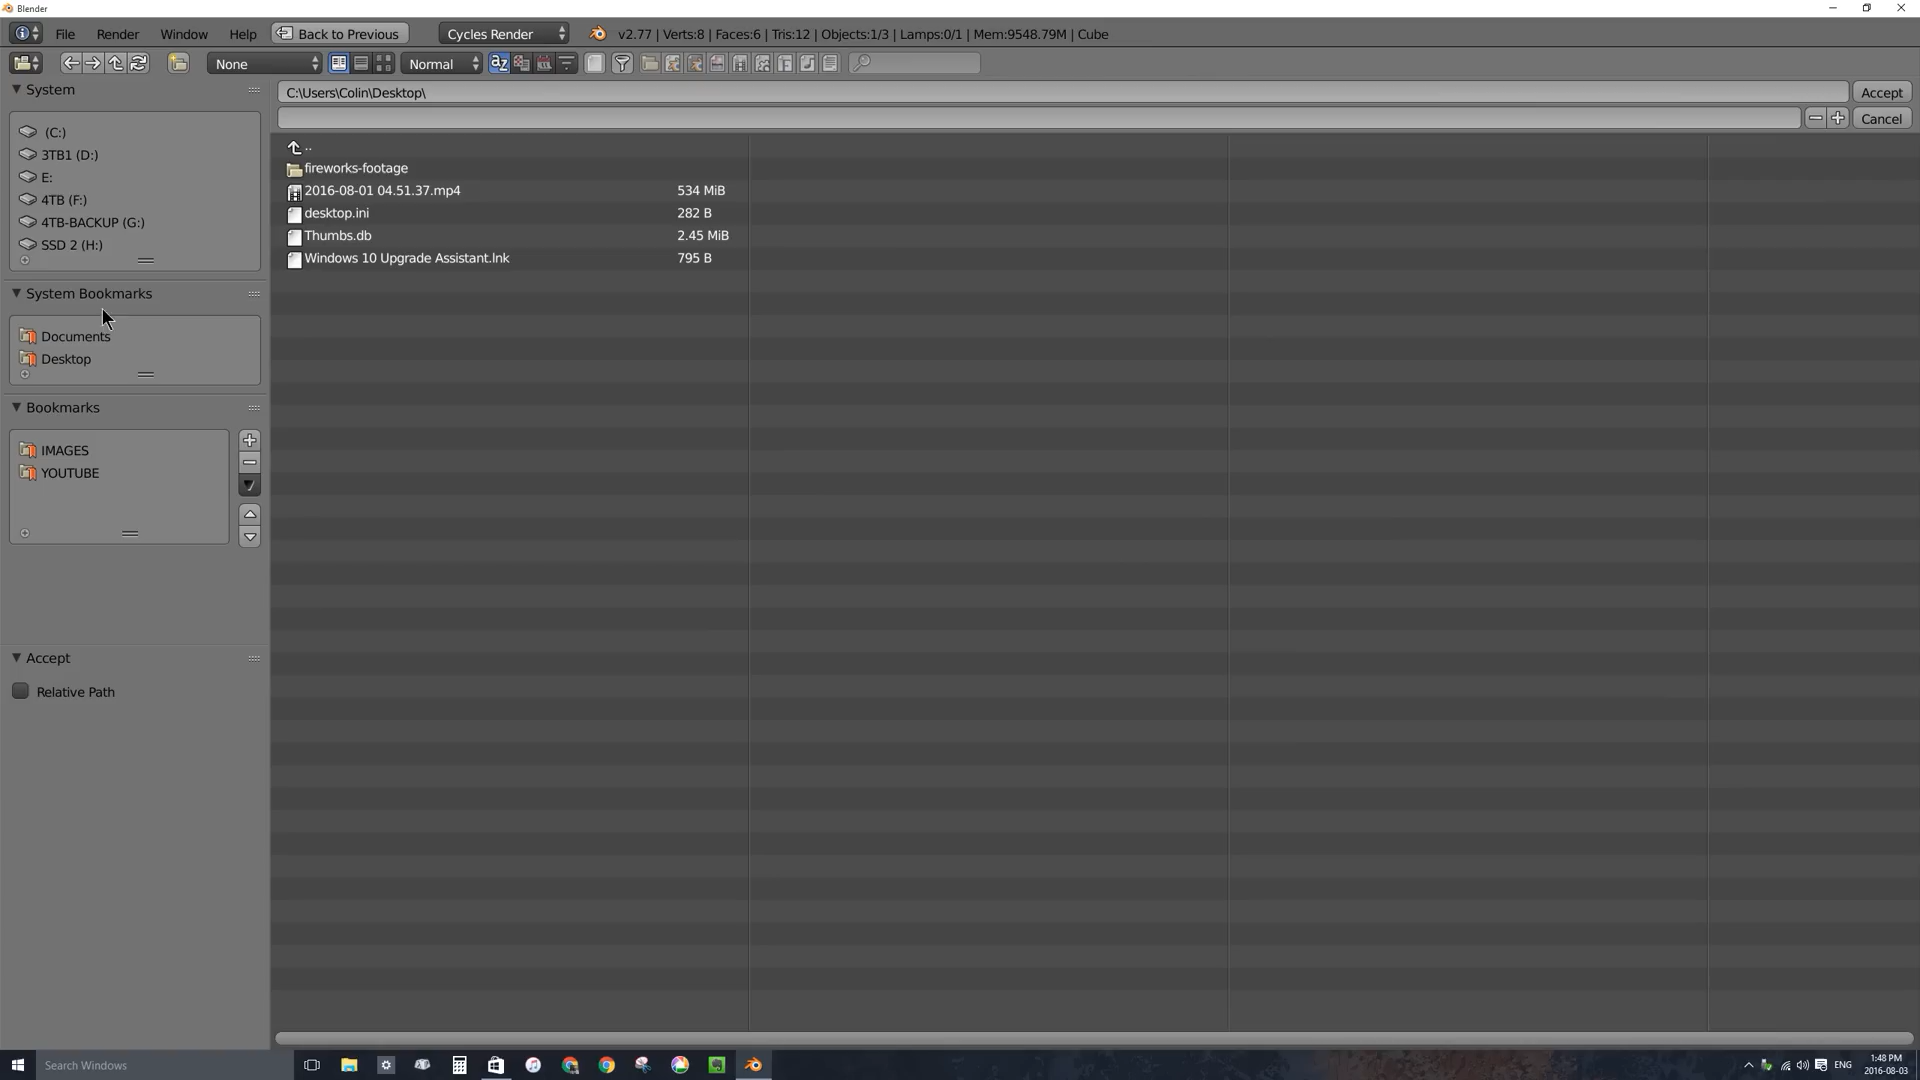 Blender
File Render Window Help Back to Previous Cycles Render v2.77 | Verts:8 | Faces:6 | Tris:12 | Objects:1/3 | Lamps:0/1 | Mem:9548.79M | Cube
None Normal
System
(C:)
3TB1 (D:)
E:
4TB (F:)
4TB-BACKUP (G:)
SSD 2 (H:)
System Bookmarks
Documents
Desktop
Bookmarks
IMAGES
YOUTUBE
Accept
Relative Path
C:\Users\Colin\Desktop\ Accept
Cancel
..
fireworks-footage
2016-08-01 04.51.37.mp4 534 MiB
desktop.ini 282 B
Thumbs.db 2.45 MiB
Windows 10 Upgrade Assistant.lnk 795 B
Search Windows ENG 1:48 PM
2016-08-03